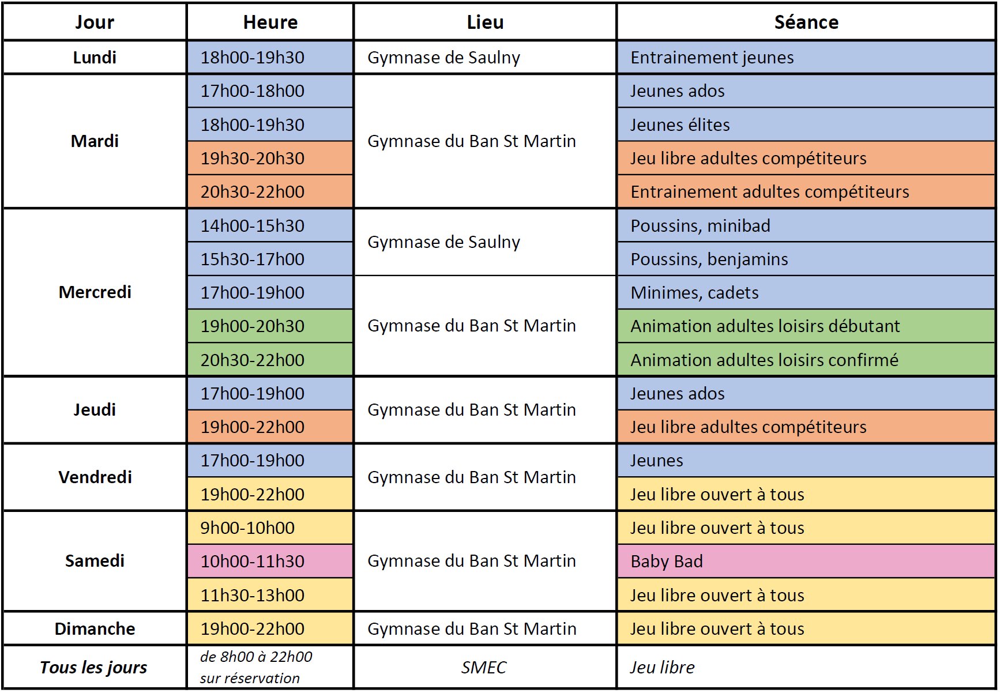 Jour Heure Lieu Séance
Lundi 18h00-19h30 Gymnase de Saulny Entrainement jeunes
Mardi 17h00-18h00 Gymnase du Ban St Martin Jeunes ados
18h00-19h30 Jeunes élites
19h30-20h30 Jeu libre adultes compétiteurs
20h30-22h00 Entrainement adultes compétiteurs
Mercredi 14h00-15h30 Gymnase de Saulny Poussins, minibad
15h30-17h00 Poussins, benjamins
17h00-19h00 Gymnase du Ban St Martin Minimes, cadets
19h00-20h30 Animation adultes loisirs débutant
20h30-22h00 Animation adultes loisirs confirmé
Jeudi 17h00-19h00 Gymnase du Ban St Martin Jeunes ados
19h00-22h00 Jeu libre adultes compétiteurs
Vendredi 17h00-19h00 Gymnase du Ban St Martin Jeunes
19h00-22h00 Jeu libre ouvert à tous
Samedi 9h00-10h00 Gymnase du Ban St Martin Jeu libre ouvert à tous
10h00-11h30 Baby Bad
11h30-13h00 Jeu libre ouvert à tous
Dimanche 19h00-22h00 Gymnase du Ban St Martin Jeu libre ouvert à tous
Tous les jours de 8h00 à 22h00 SMEC Jeu libre
sur réservation